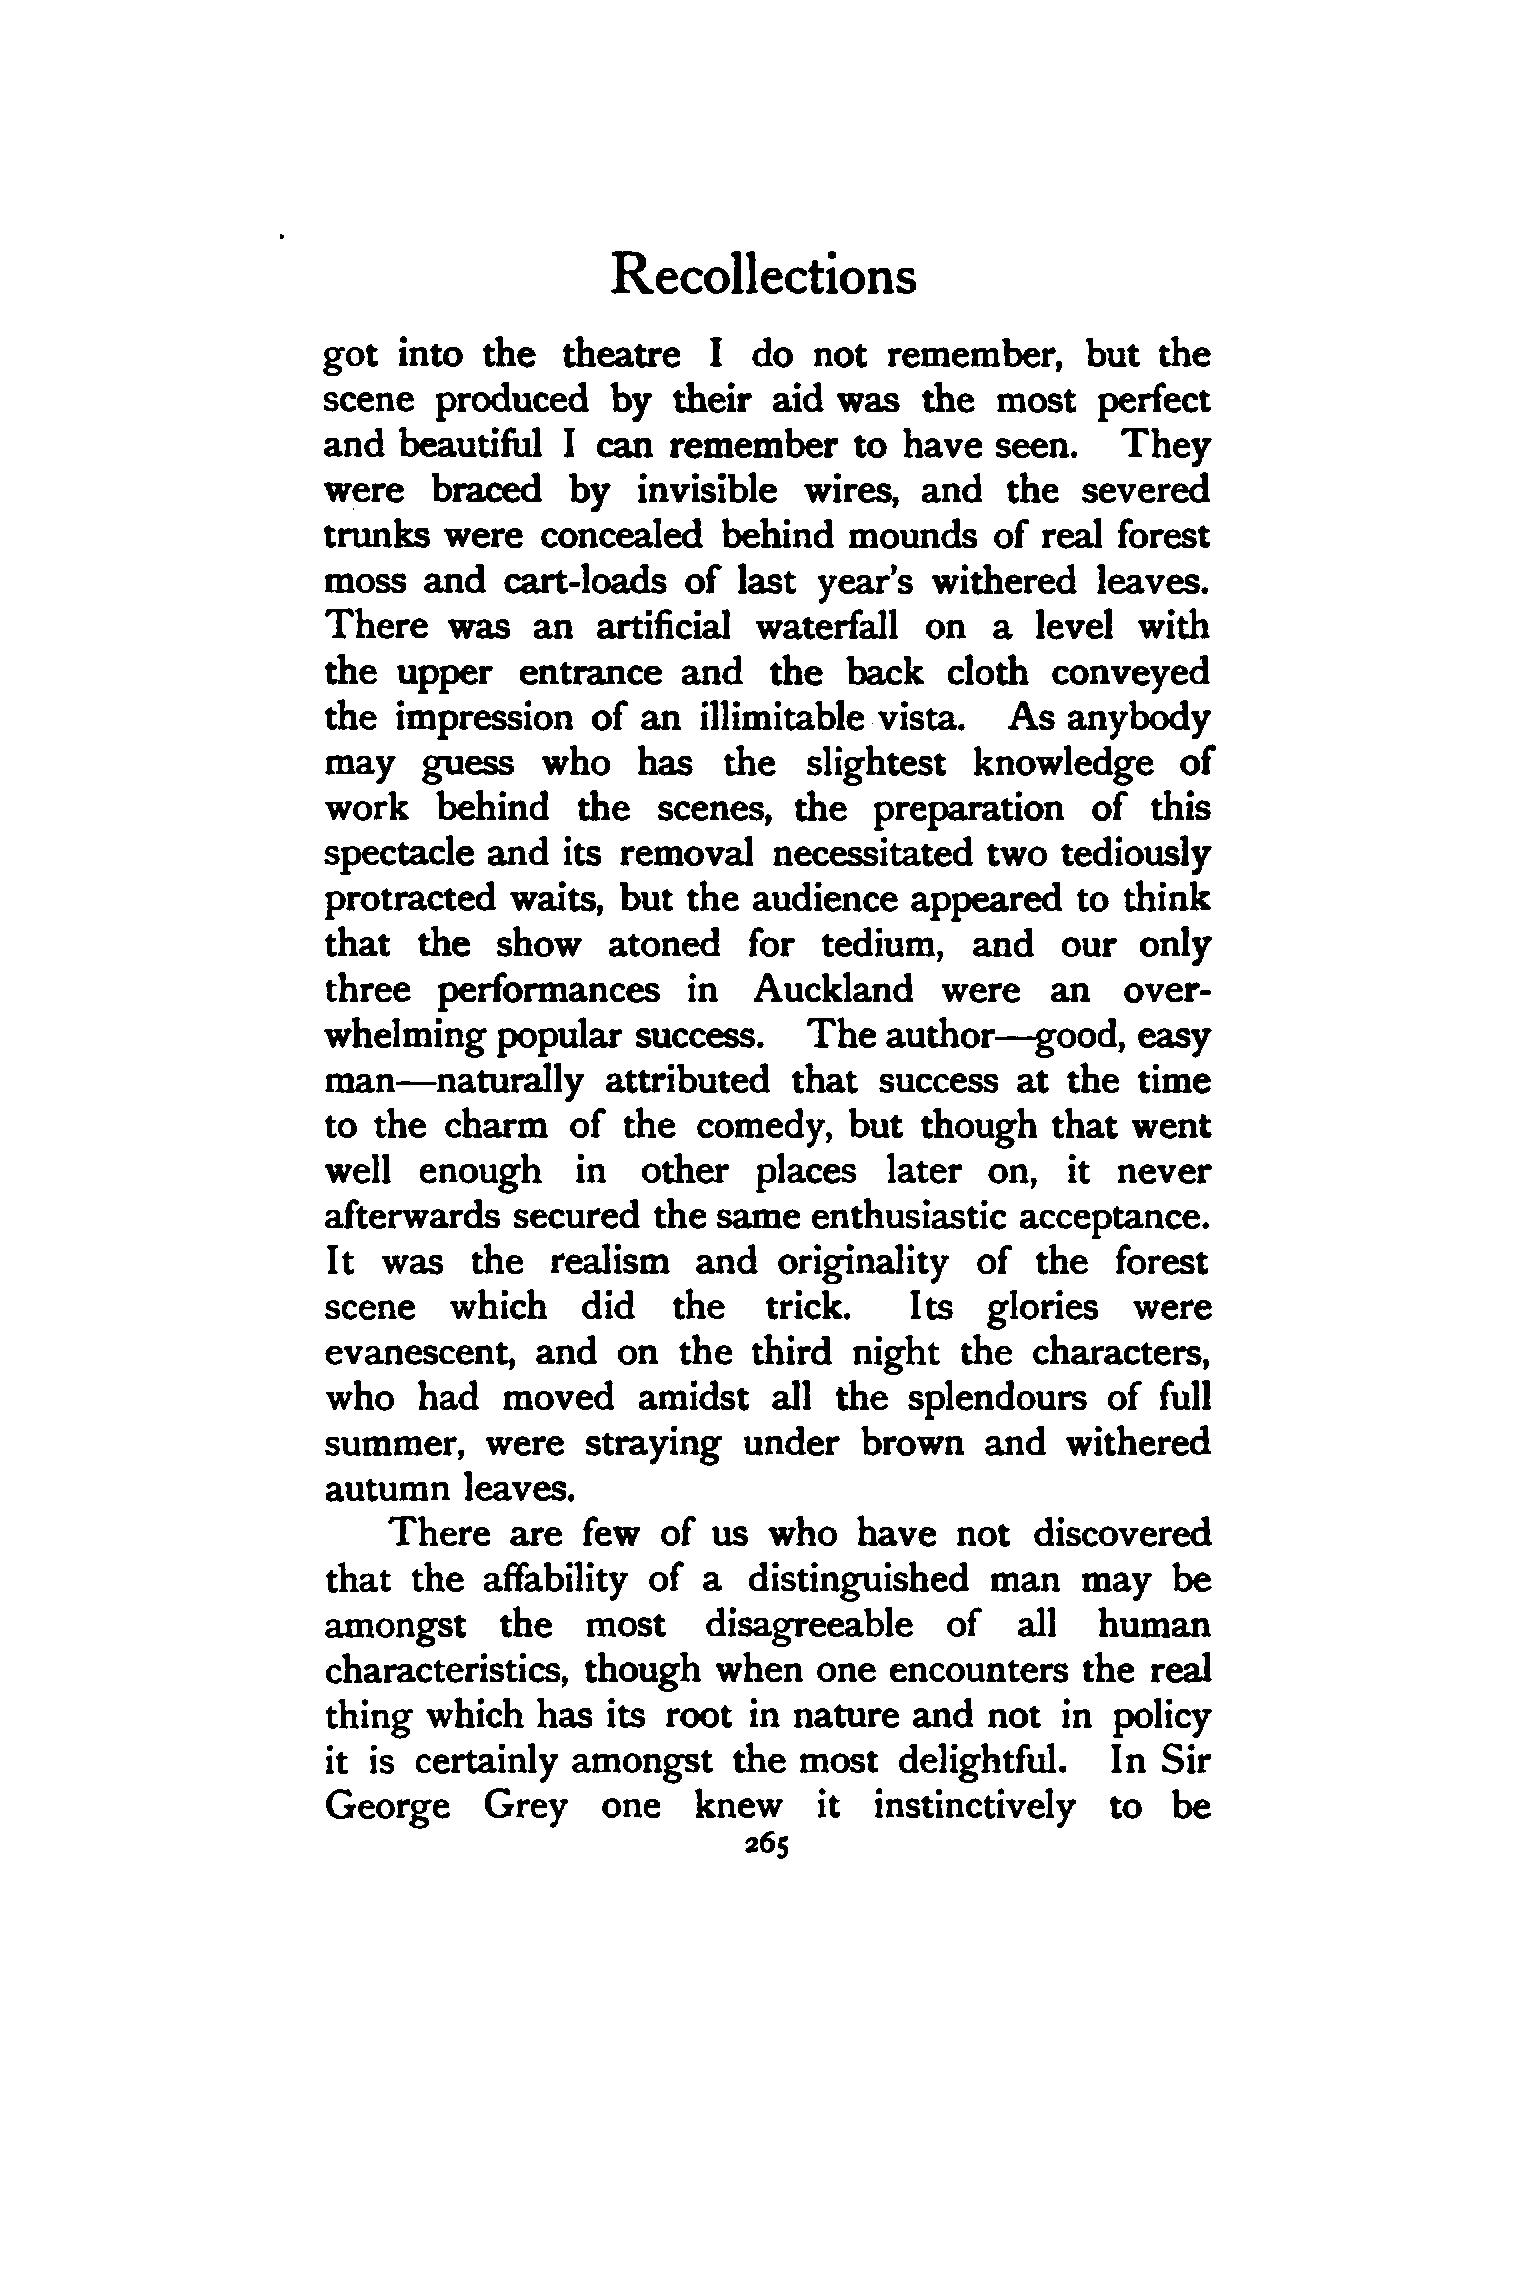 Recollections
got into the theatre I do not remember, but the
scene produced by their aid was the most perfect
and beautiful I can remember to have seen. They
were braced by invisible wires, and the severed
trunks were concealed behind mounds of real forest
moss and cart-loads of last year's withered leaves.
There was an artificial waterfall on a level with
the upper entrance and the back cloth conveyed
the impression of an illimitable vista. As anybody
may guess who has the slightest knowledge of
work behind the scenes, the preparation of this
spectacle and its removal necessitated two tediously
protracted waits, but the audience appeared to think
that the show atoned for tedium, and our only
three performances in Auckland were an over-
whelming popular success. The author—good, easy
man—naturally attributed that success at the time
to the charm of the comedy, but though that went
well enough in other places later on, it never
afterwards secured the same enthusiastic acceptance.
It was the realism and originality of the forest
scene which did the trick. Its glories were
evanescent, and on the third night the characters,
who had moved amidst all the splendours of full
summer, were straying under brown and withered
autumn leaves.
There are few of us who have not discovered
that the affability of a distinguished man may be
amongst the most disagreeable of all human
characteristics, though when one encounters the real
thing which has its root in nature and not in policy
it is certainly amongst the most delightful. In Sir
George Grey one knew it instinctively to be
265